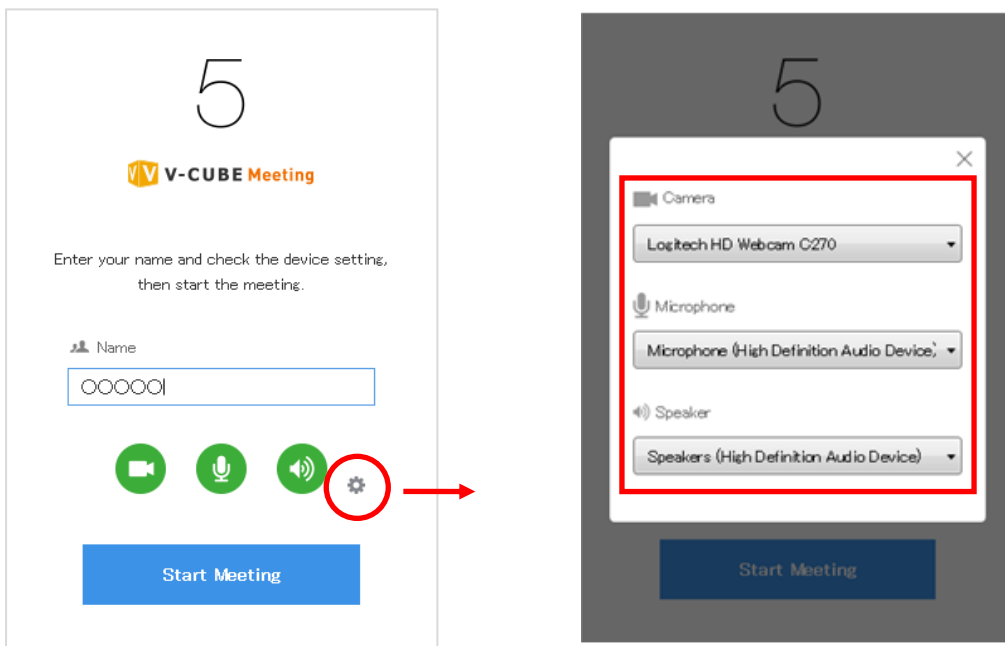 5
V-CUBE Meeting
Enter your name and check the device setting,
then start the meeting.
Name
○○○○○
Start Meeting
5
Camera
Logitech HD Webcam C270
Microphone
Microphone (High Definition Audio Device)
Speaker
Speakers (High Definition Audio Device)
Start Meeting